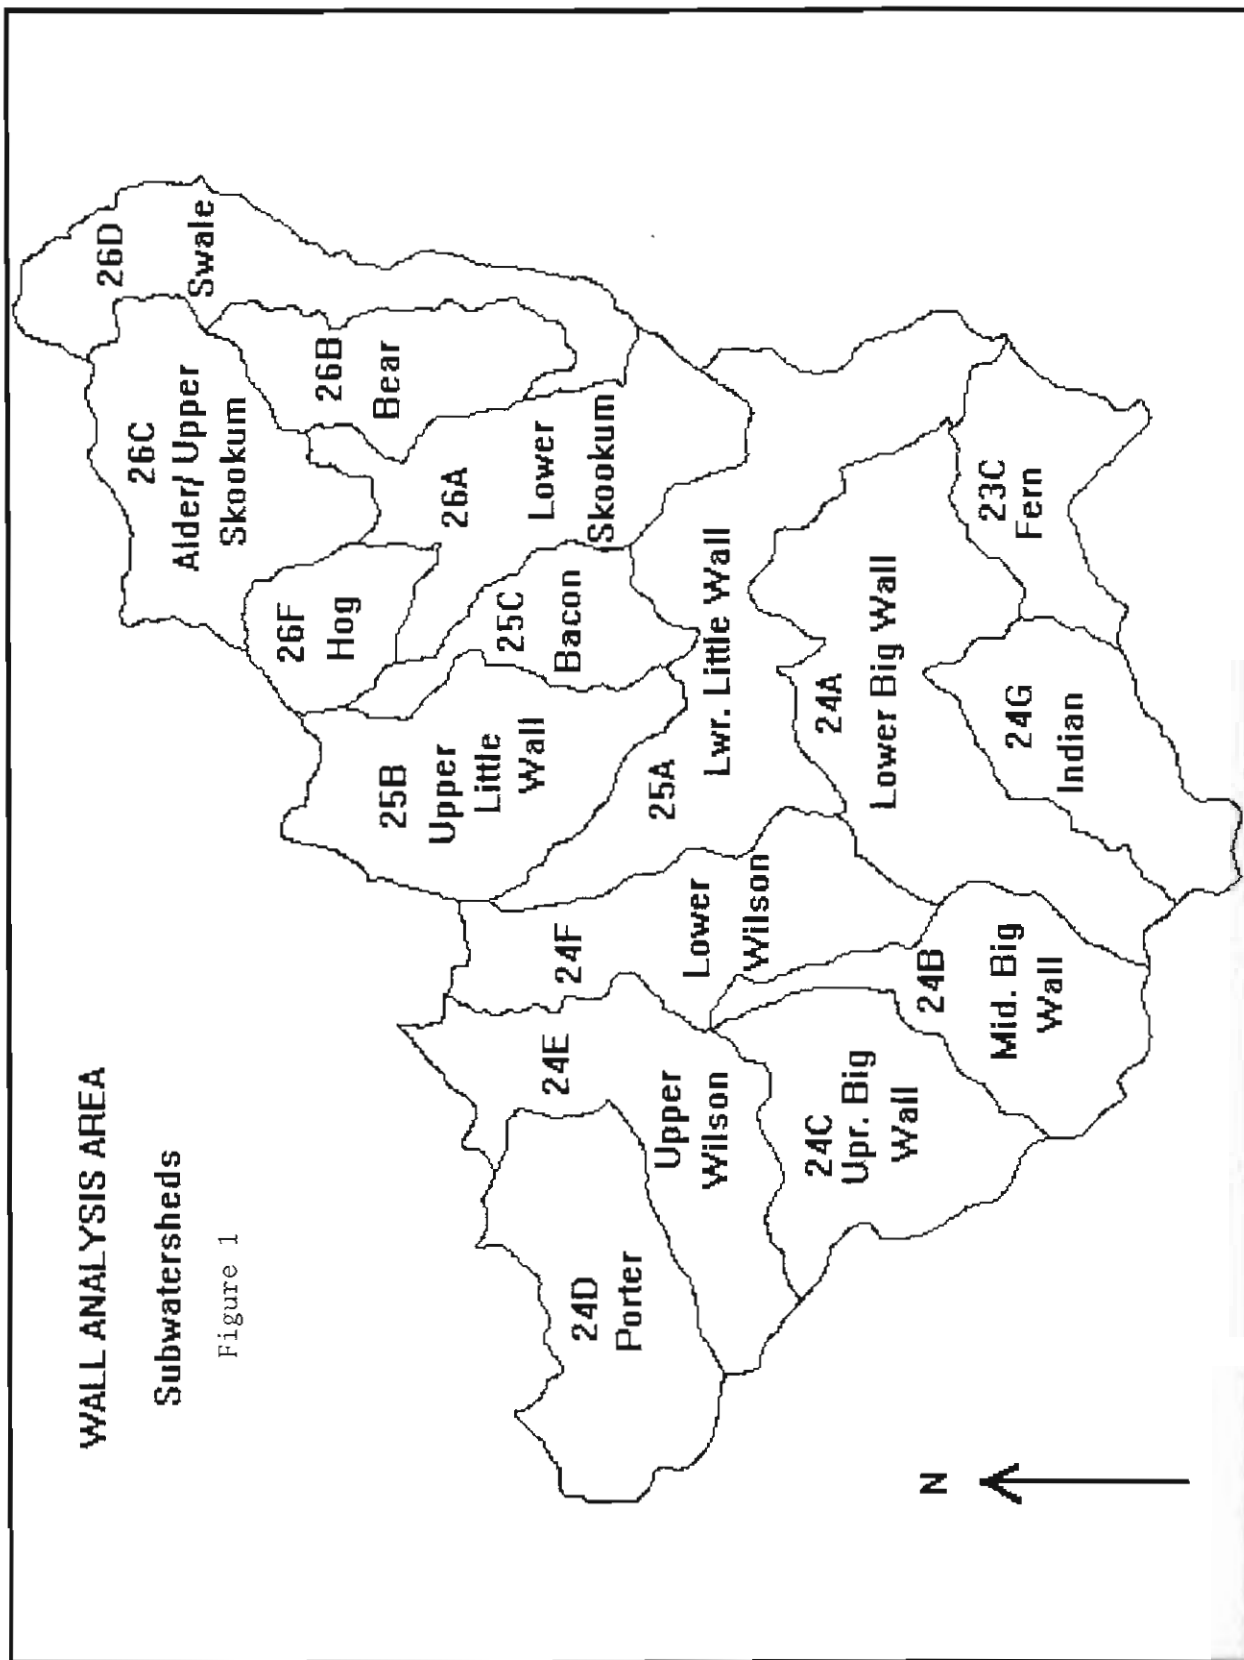 WALL ANALYSIS AREA
Subwatersheds
Figure 1
26D
Swale
26C
Alder/ Upper
Skookum
26B
Bear
26F
Hog
26A
Lower
Skookum
25C
Bacon
25B
Upper
Little
Wall
25A
Lwr. Little Wall
24F
Lower
Wilson
24E
Upper
Wilson
24D
Porter
24C
Upr. Big
Wall
24B
Mid. Big
Wall
24A
Lower Big Wall
24G
Indian
23C
Fern
N